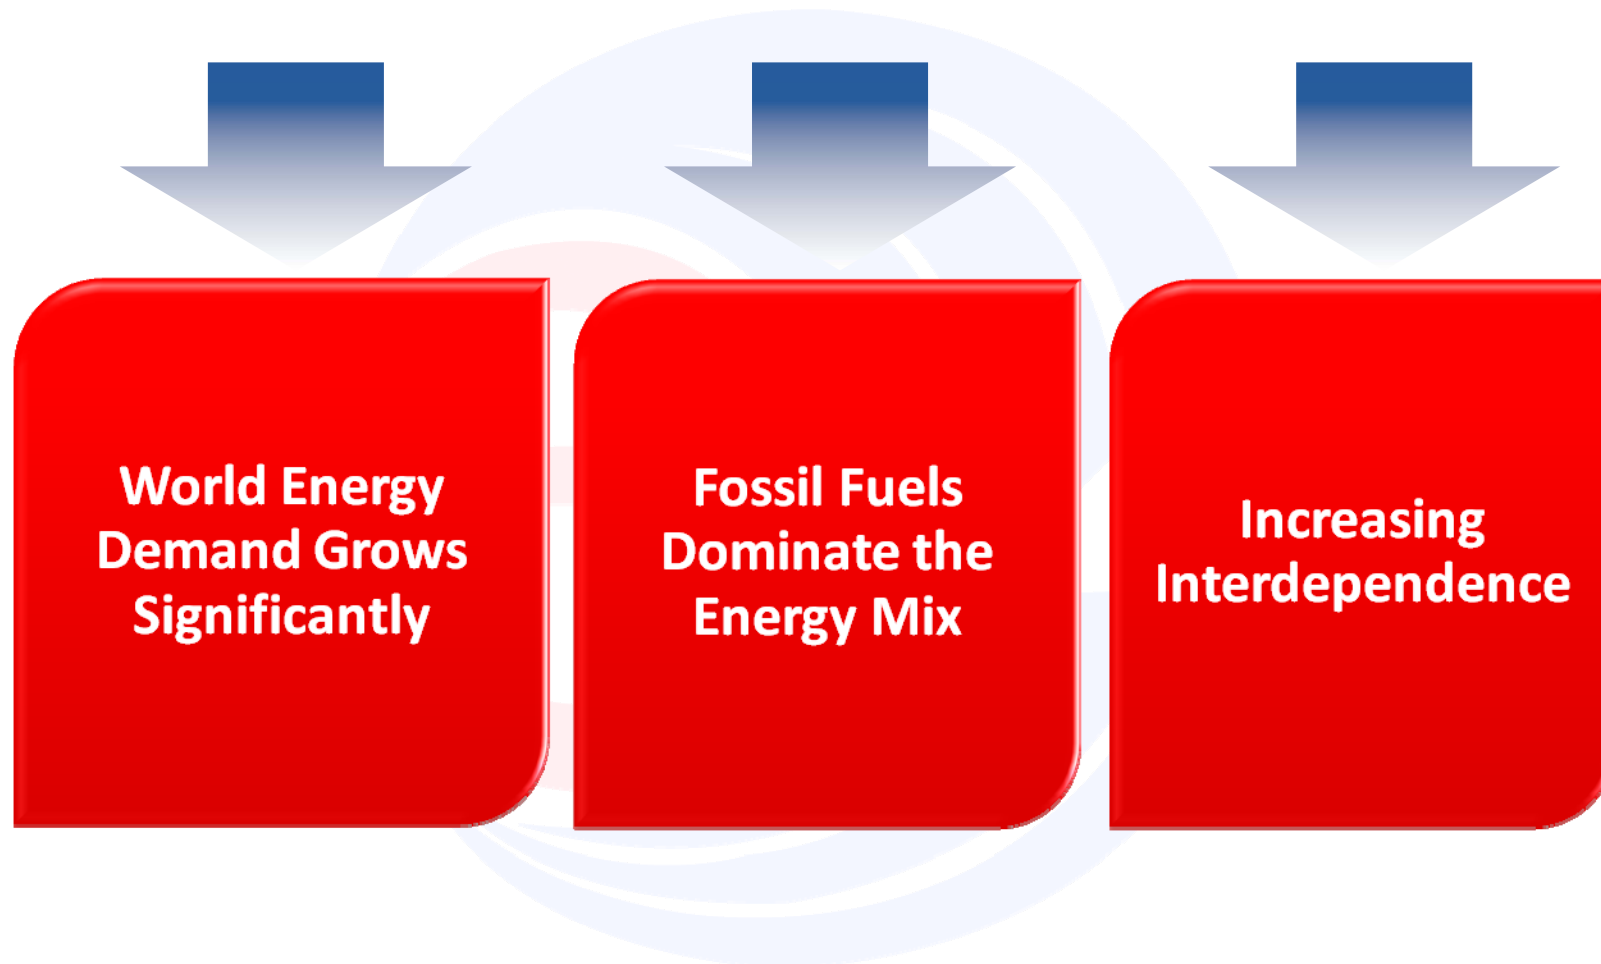 World Energy
Demand Grows
Significantly
Fossil Fuels
Dominate the
Energy Mix
Increasing
Interdependence